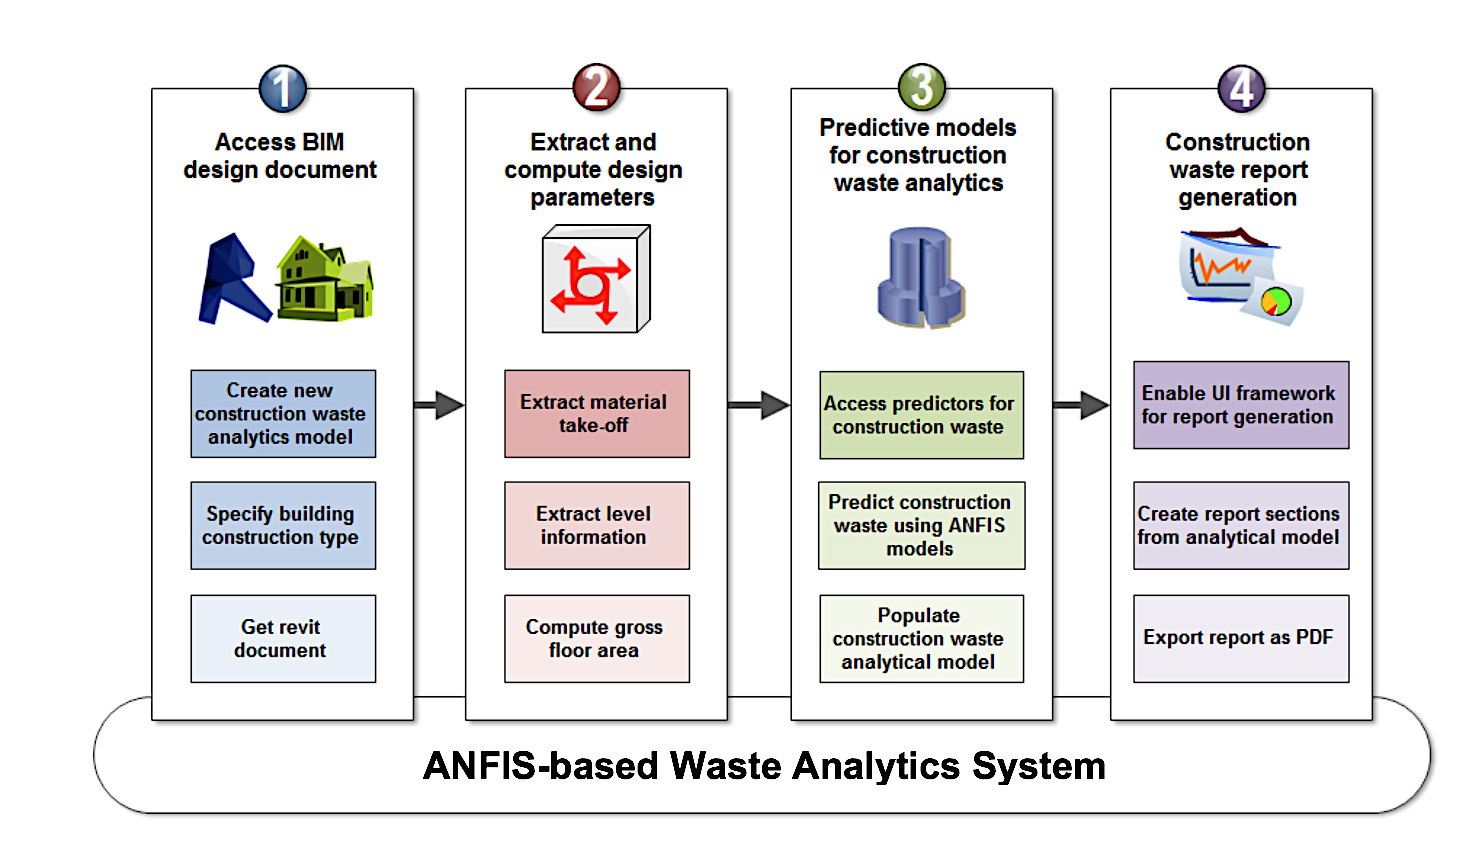 1
Access BIM
design document
Create new
construction waste
analytics model
Specify building
construction type
Get revit
document
2
Extract and
compute design
parameters
Extract material
take-off
Extract level
information
Compute gross
floor area
3
Predictive models
for construction
waste analytics
Access predictors for
construction waste
Predict construction
waste using ANFIS
models
Populate
construction waste
analytical model
4
Construction
waste report
generation
Enable UI framework
for report generation
Create report sections
from analytical model
Export report as PDF
ANFIS-based Waste Analytics System